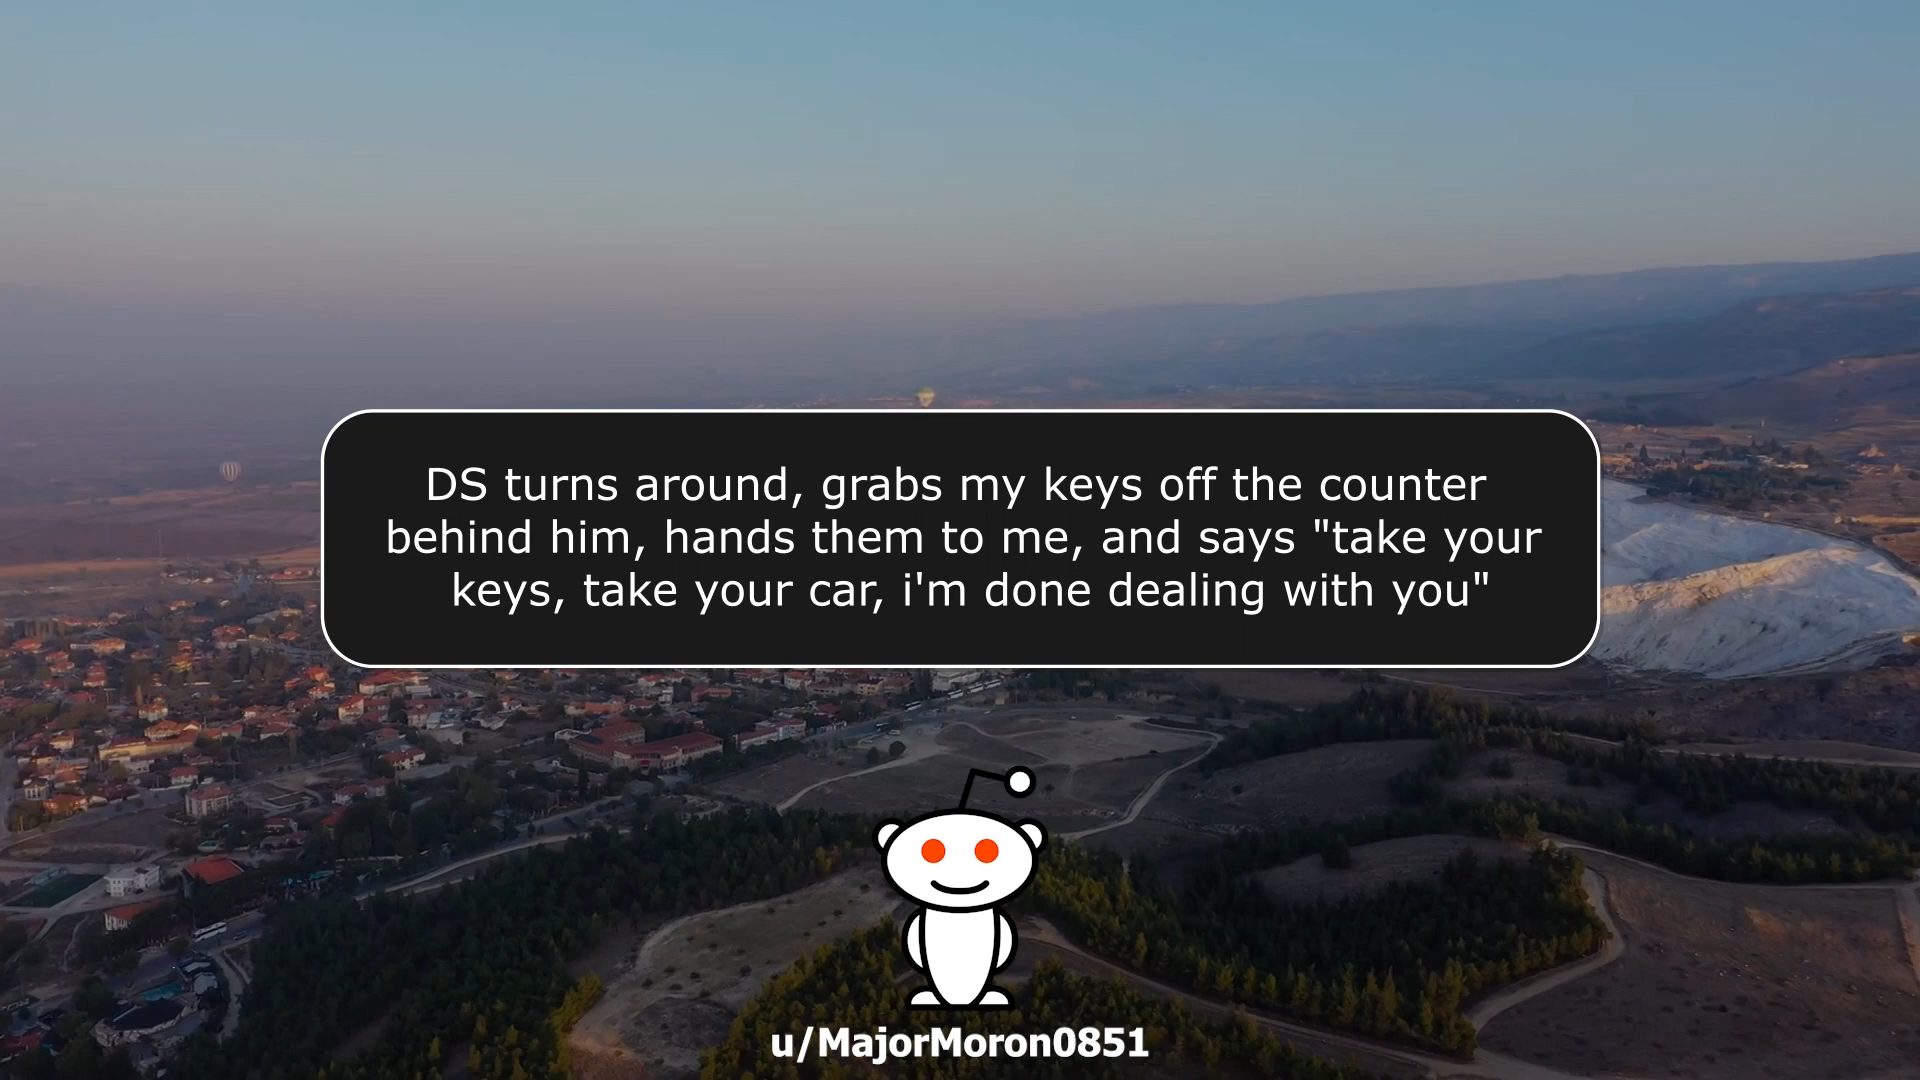 DS turns around, grabs my keys off the counter
behind him, hands them to me, and says "take your
keys, take your car, i'm done dealing with you"
u/MajorMoron0851